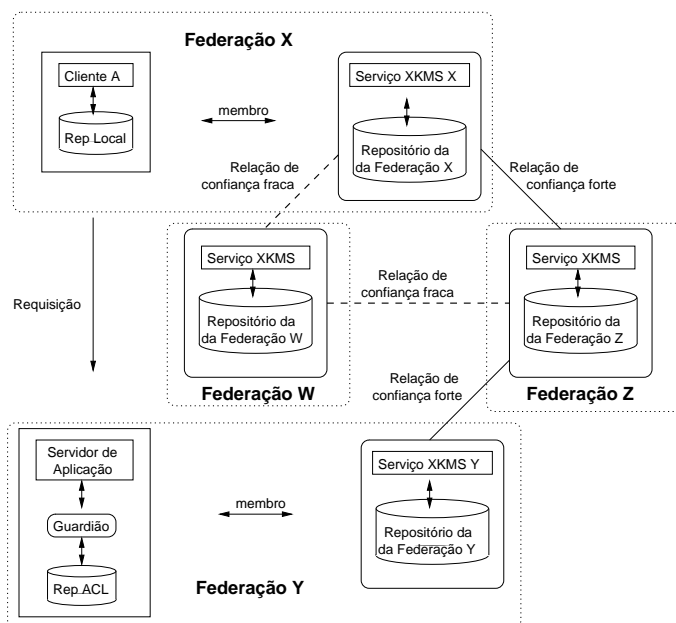 Federação X
Cliente A
Rep Local
membro
Serviço XKMS X
Repositório da
da Federação X
Relação de
confiança fraca
Relação de
confiança forte
Requisição
Serviço XKMS
Repositório da
da Federação W
Federação W
Relação de
confiança fraca
Serviço XKMS
Repositório da
da Federação Z
Federação Z
Relação de
confiança forte
Servidor de
Aplicação
Guardião
Rep ACL
membro
Serviço XKMS Y
Repositório da
da Federação Y
Federação Y